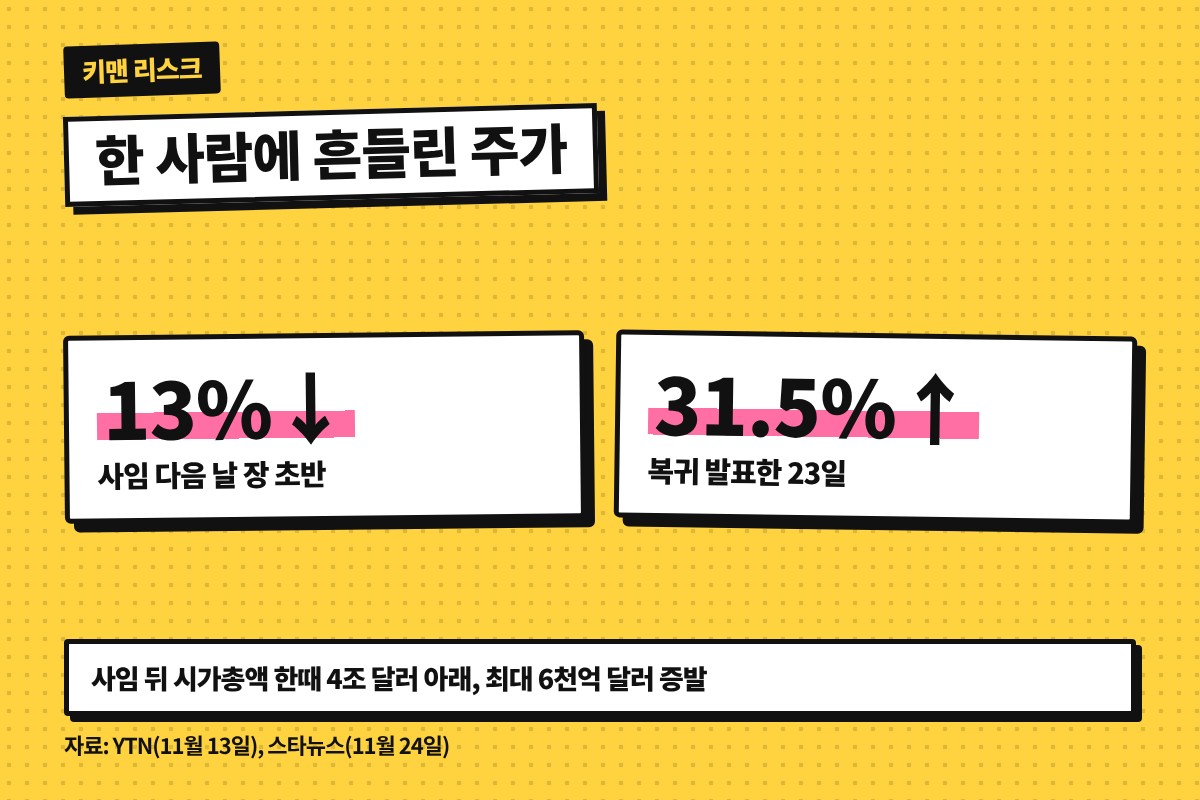 키맨 리스크
한 사람에 흔들린 주가
13%↓
사임 다음 날 장 초반
31.5%↑
복귀 발표한 23일
사임 뒤 시가총액 한때 4조 달러 아래, 최대 6천억 달러 증발
자료: YTN(11월 13일), 스타뉴스(11월 24일)